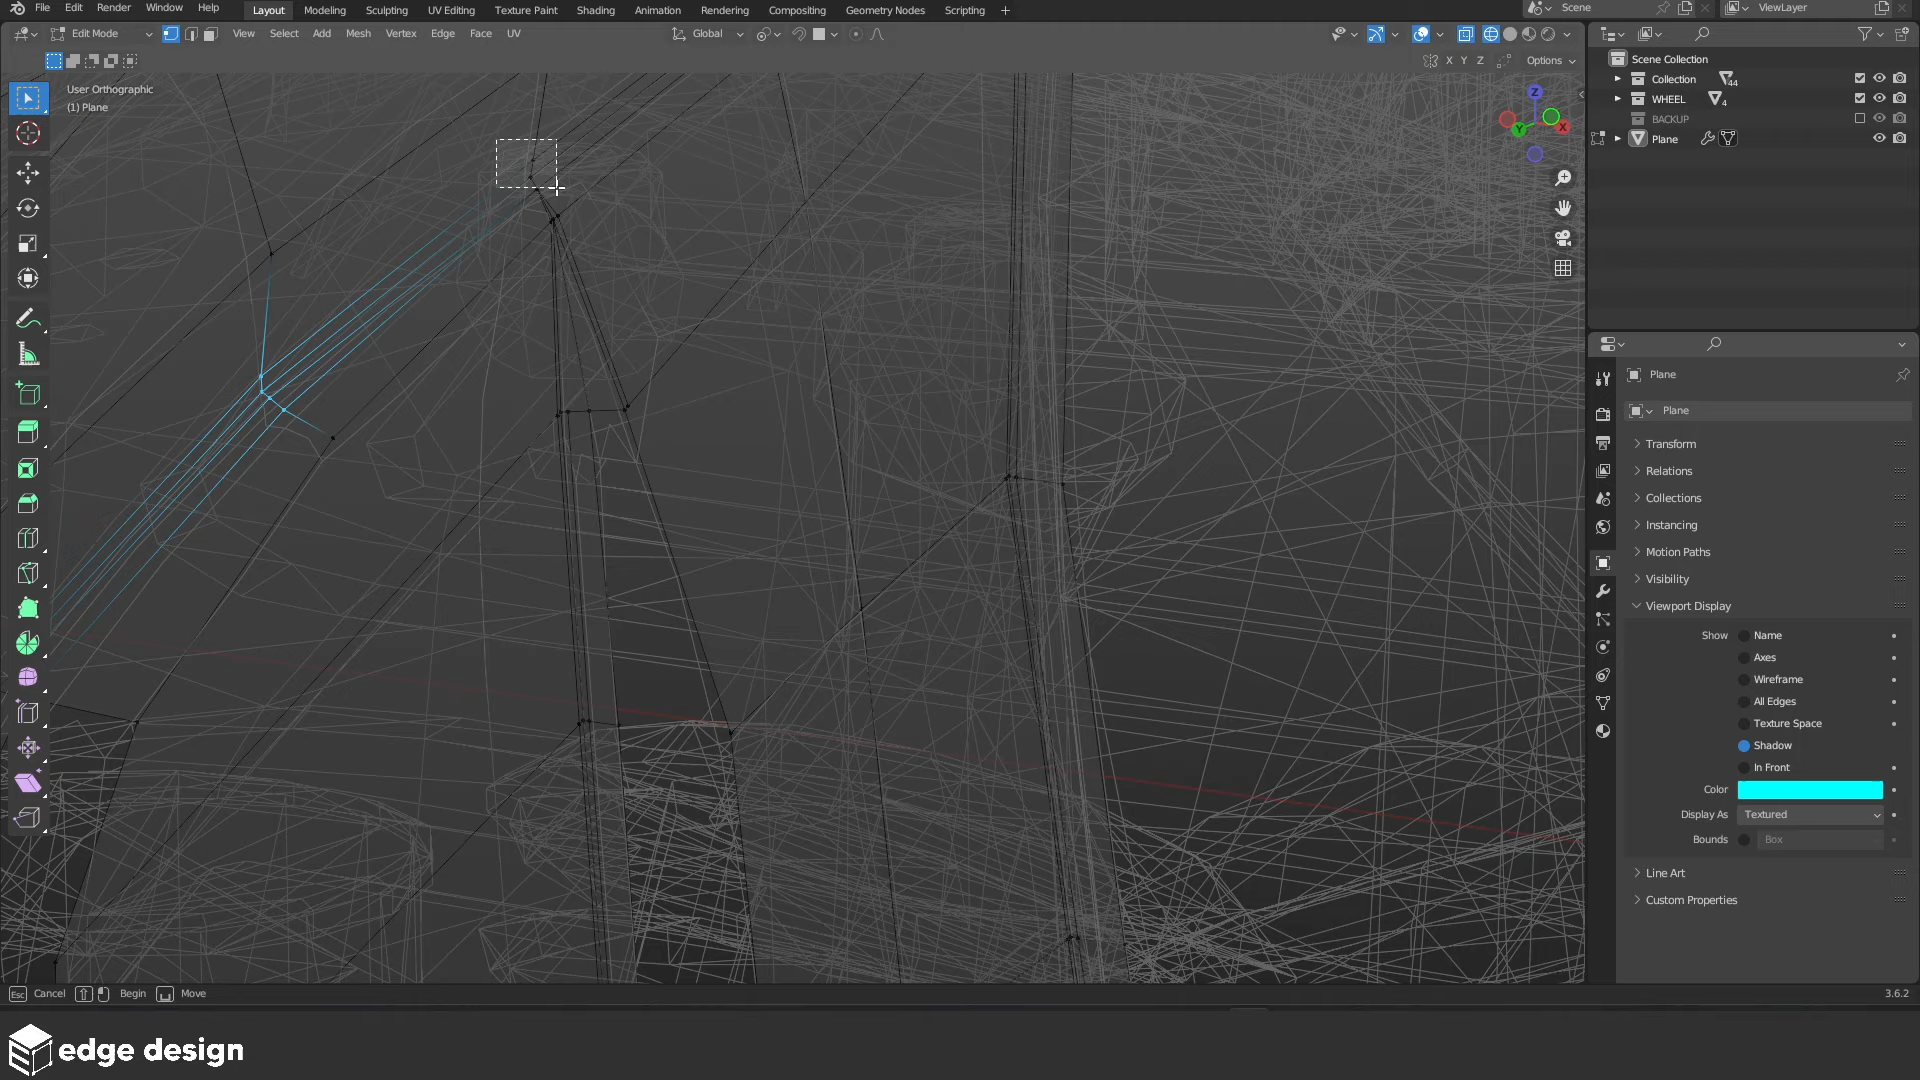 File Edit Render Window Help Layout Modeling Sculpting UV Editing Texture Paint Shading Animation Rendering Compositing Geometry Nodes Scripting + Scene ViewLayer
Edit Mode View Select Add Mesh Vertex Edge Face UV Global
X Y Z Options
User Orthographic
(1) Plane
Z
X
Y
Scene Collection
Collection 44
WHEEL 4
BACKUP
Plane
Plane
Plane
Transform
Relations
Collections
Instancing
Motion Paths
Visibility
Viewport Display
Show Name
Axes
Wireframe
All Edges
Texture Space
Shadow
In Front
Color
Display As Textured
Bounds Box
Line Art
Custom Properties
Esc Cancel Begin Move 3.6.2
edge design